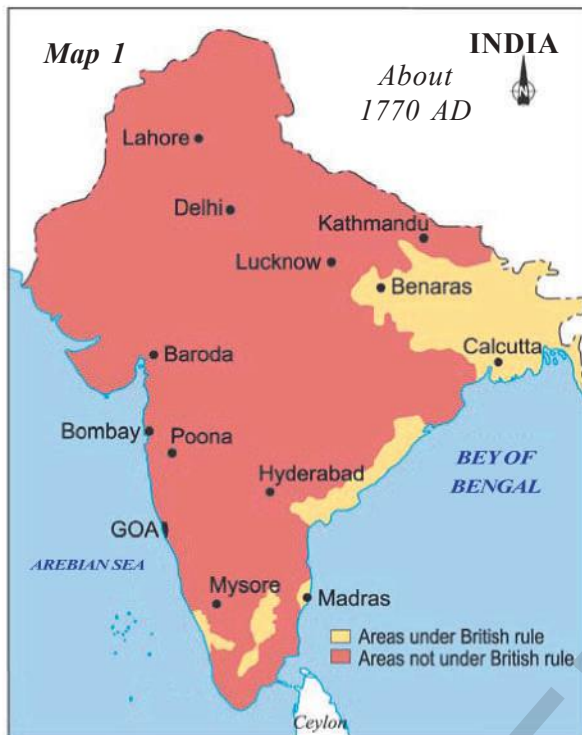 Map 1
INDIA
About
1770 AD
N
Lahore
Delhi
Kathmandu
Lucknow
Benaras
Calcutta
Baroda
Bombay
Poona
Hyderabad
BEY OF
BENGAL
GOA
AREBIAN SEA
Mysore
Madras
Areas under British rule
Areas not under British rule
Ceylon